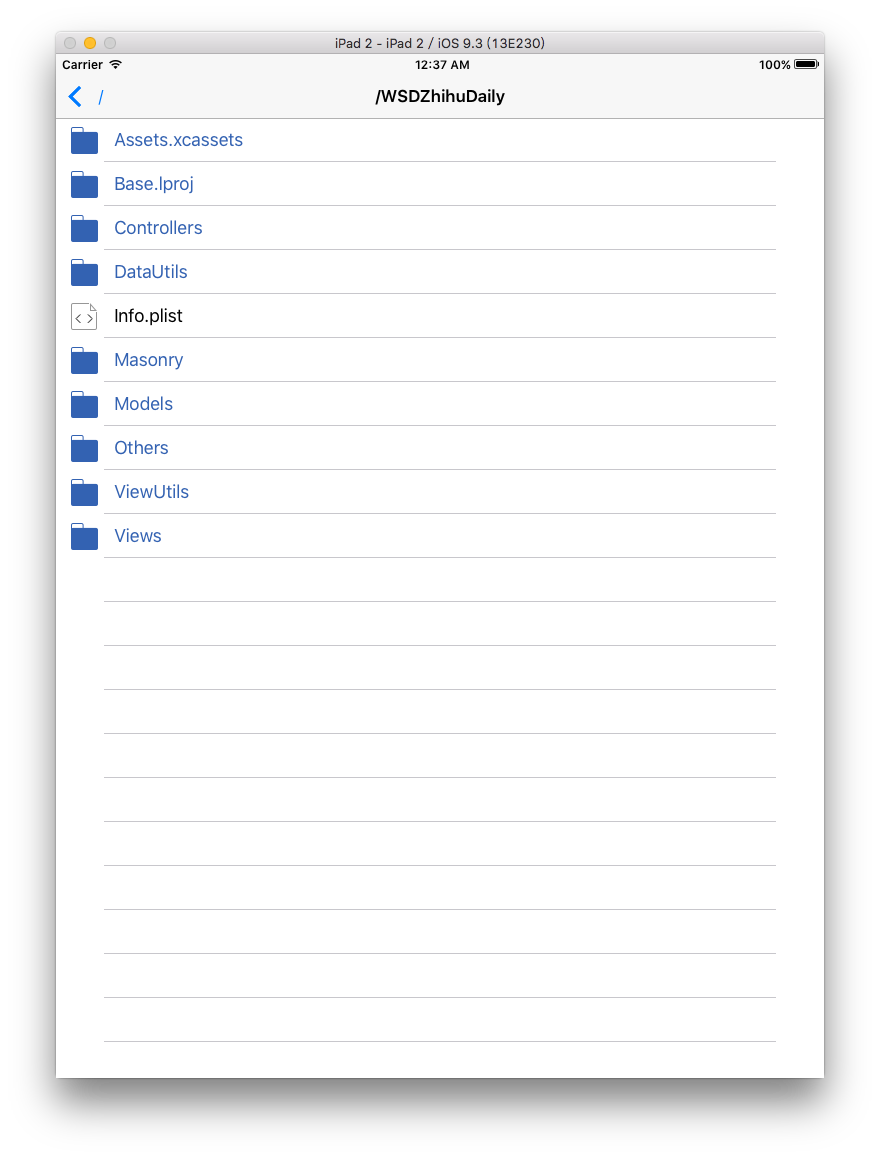 iPad 2 - iPad 2 / iOS 9.3 (13E230)
Carrier 12:37 AM 100%
/ /WSDZhihuDaily
Assets.xcassets
Base.lproj
Controllers
DataUtils
Info.plist
Masonry
Models
Others
ViewUtils
Views